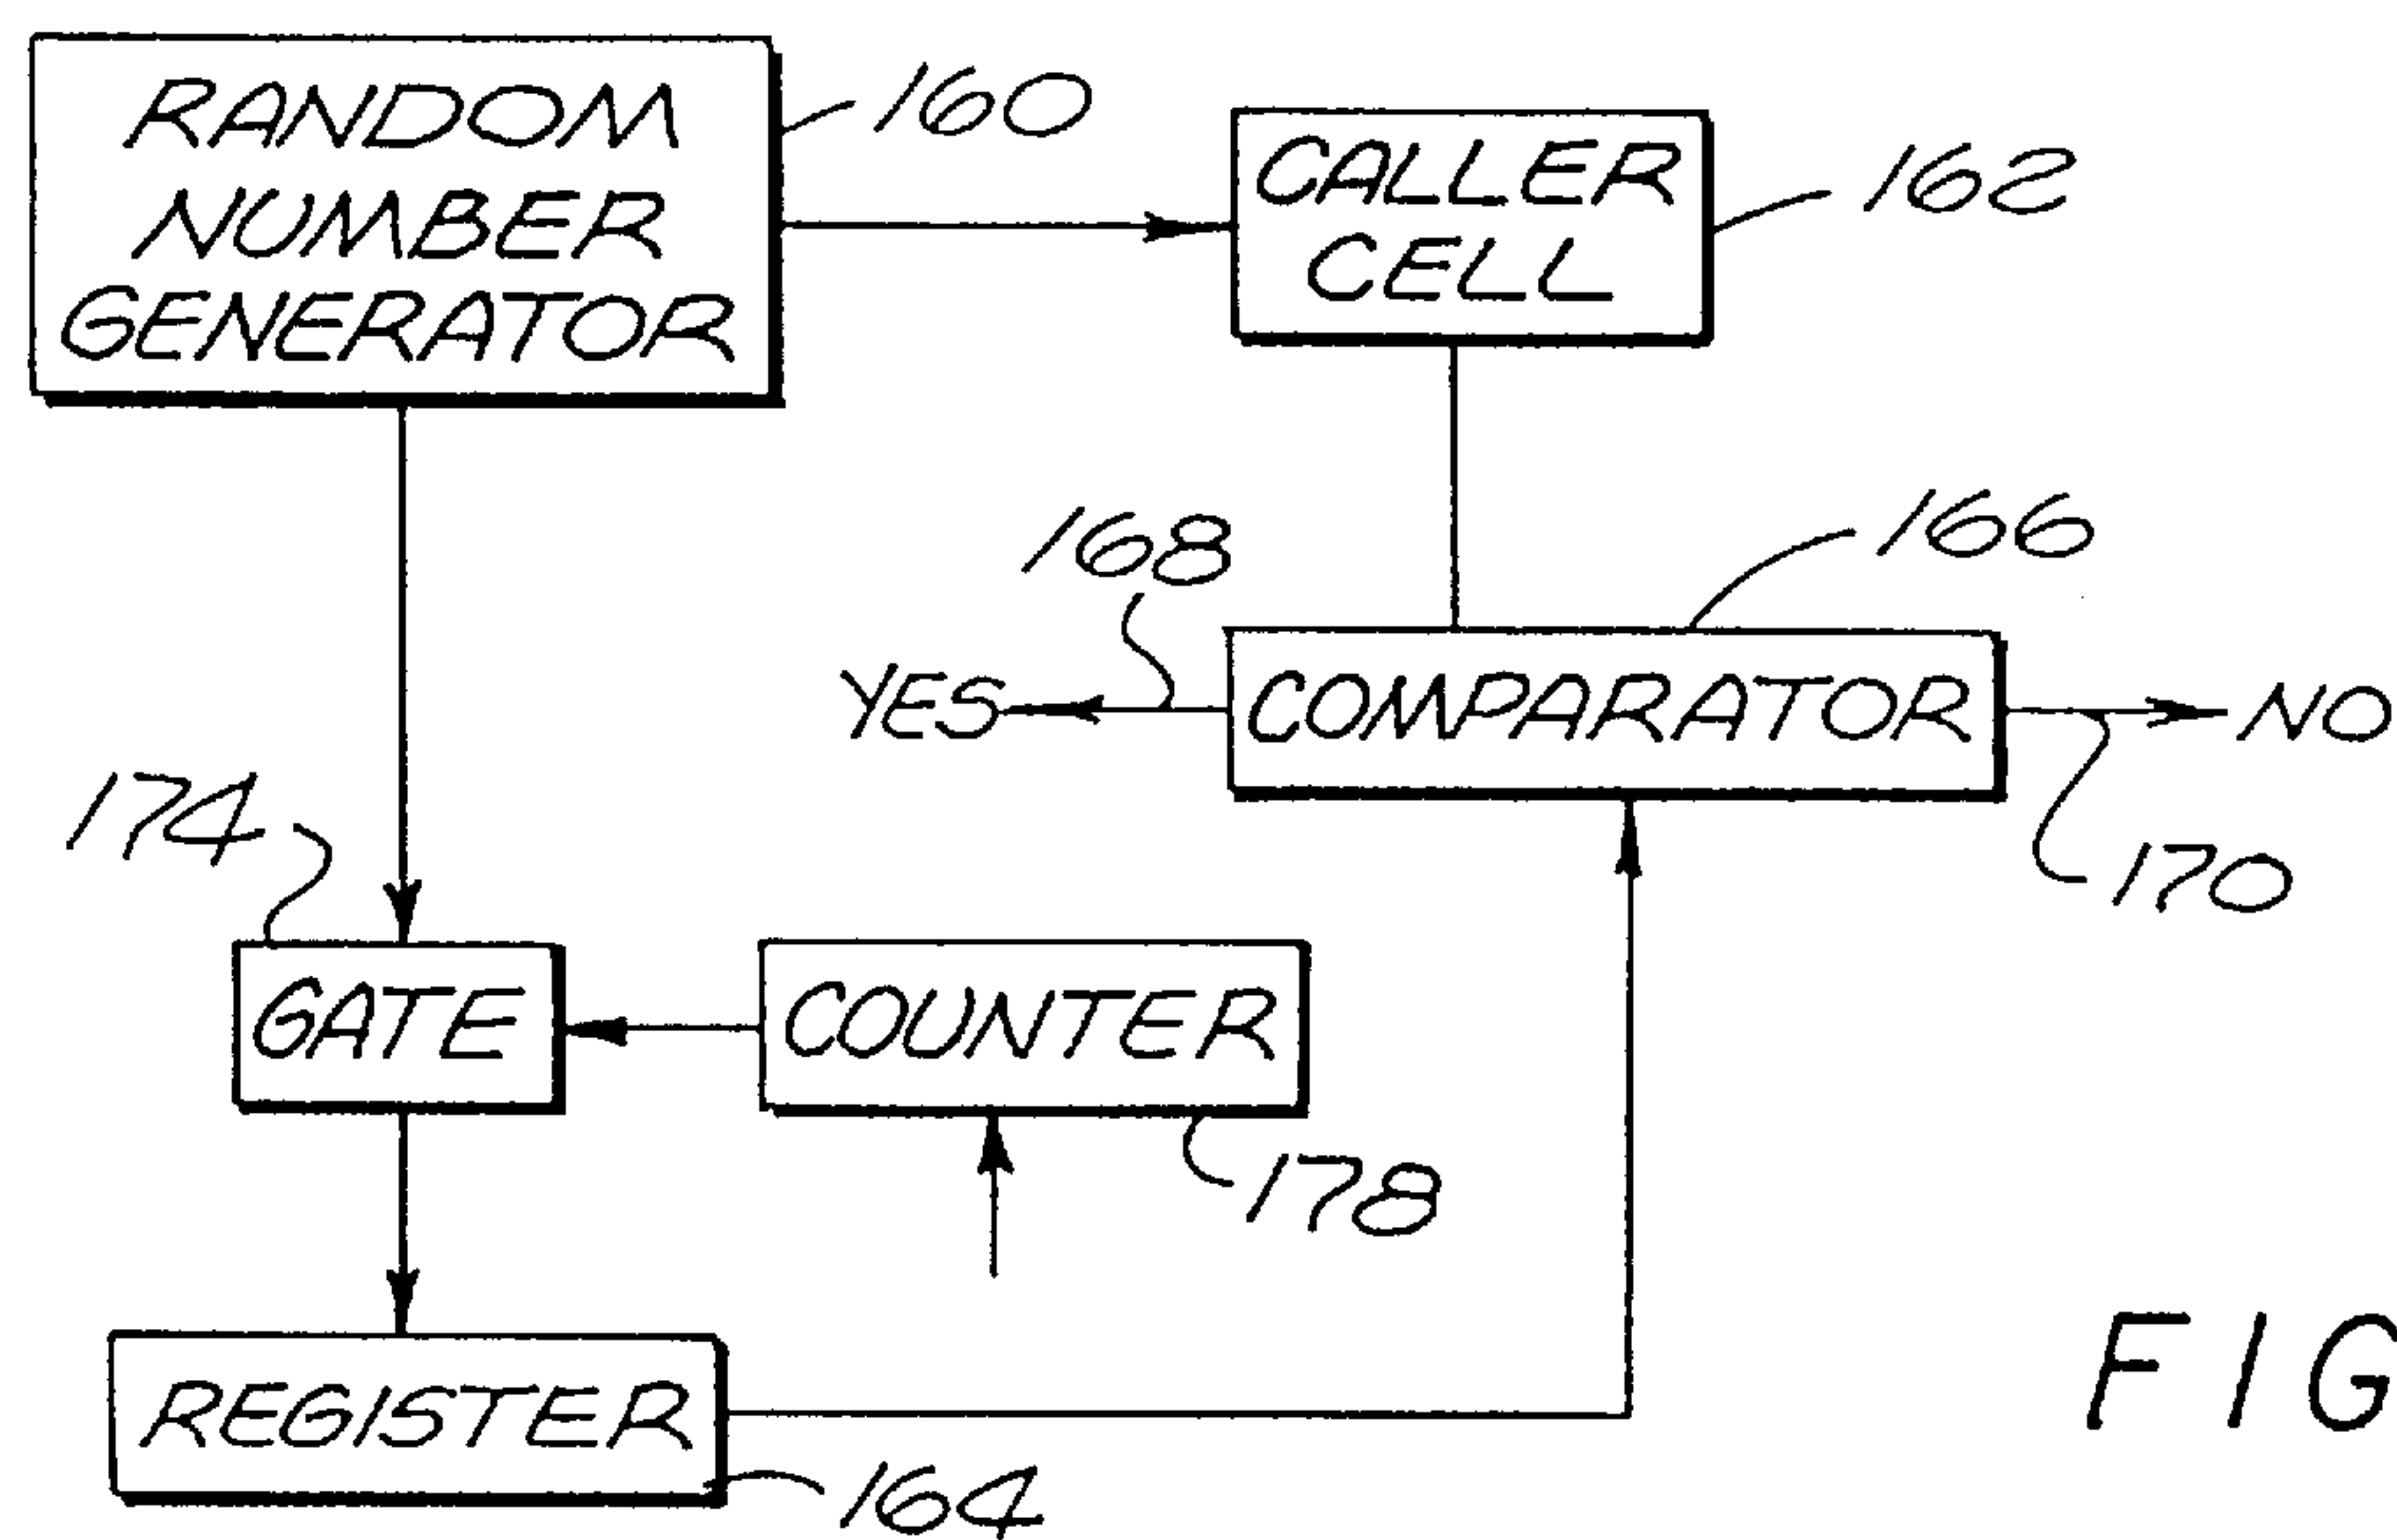 RANDOM
NUMBER
GENERATOR
160
CALLER
CELL
162
168
166
YES
COMPARATOR
NO
174
170
GATE
COUNTER
178
REGISTER
164
FIG